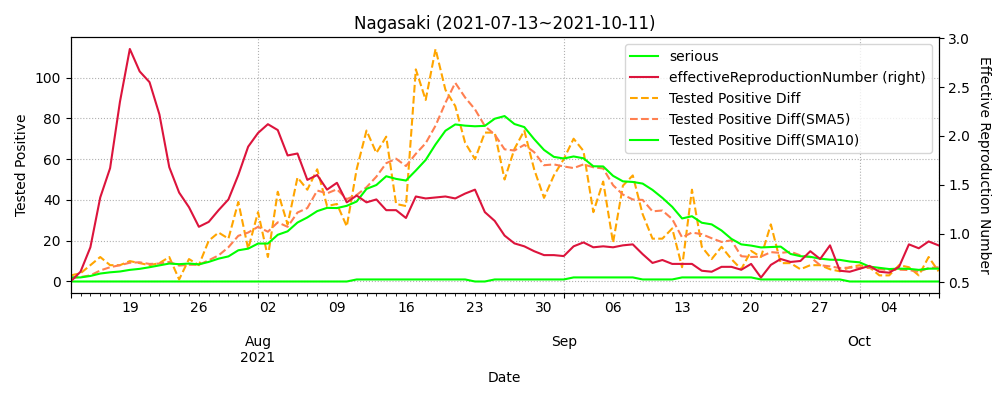 Nagasaki (2021-07-13~2021-10-11)
serious
effectiveReproductionNumber (right)
Tested Positive Diff
Tested Positive Diff(SMA5)
Tested Positive Diff(SMA10)
Tested Positive
100
80
60
40
20
0
3.0
2.5
2.0
1.5
1.0
0.5
Effective Reproduction Number
19 26 02 09 16 23 30 06 13 20 27 04
Aug Sep Oct
2021
Date